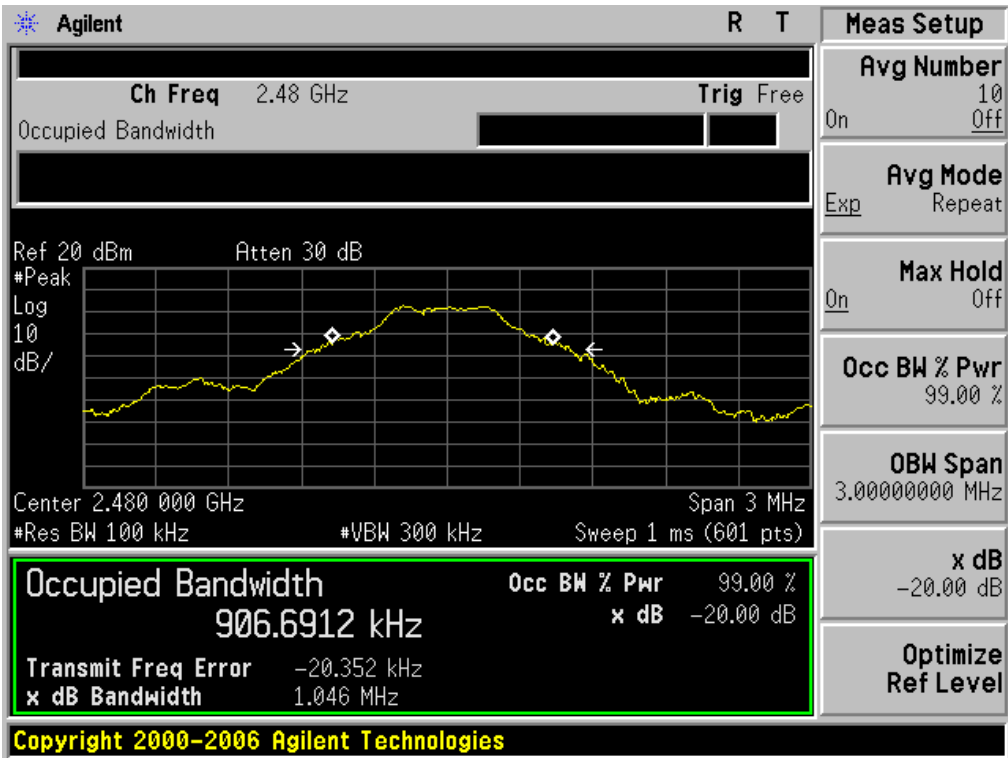 Agilent R T
Ch Freq 2.48 GHz Trig Free
Occupied Bandwidth
Ref 20 dBm Atten 30 dB
#Peak
Log
10
dB/
Center 2.480 000 GHz Span 3 MHz
#Res BW 100 kHz #VBW 300 kHz Sweep 1 ms (601 pts)
Occupied Bandwidth Occ BW % Pwr 99.00 %
906.6912 kHz x dB -20.00 dB
Transmit Freq Error -20.352 kHz
x dB Bandwidth 1.046 MHz
Copyright 2000-2006 Agilent Technologies
Meas Setup
Avg Number
10
On Off
Avg Mode
Exp Repeat
Max Hold
On Off
Occ BW % Pwr
99.00 %
OBW Span
3.00000000 MHz
x dB
-20.00 dB
Optimize
Ref Level